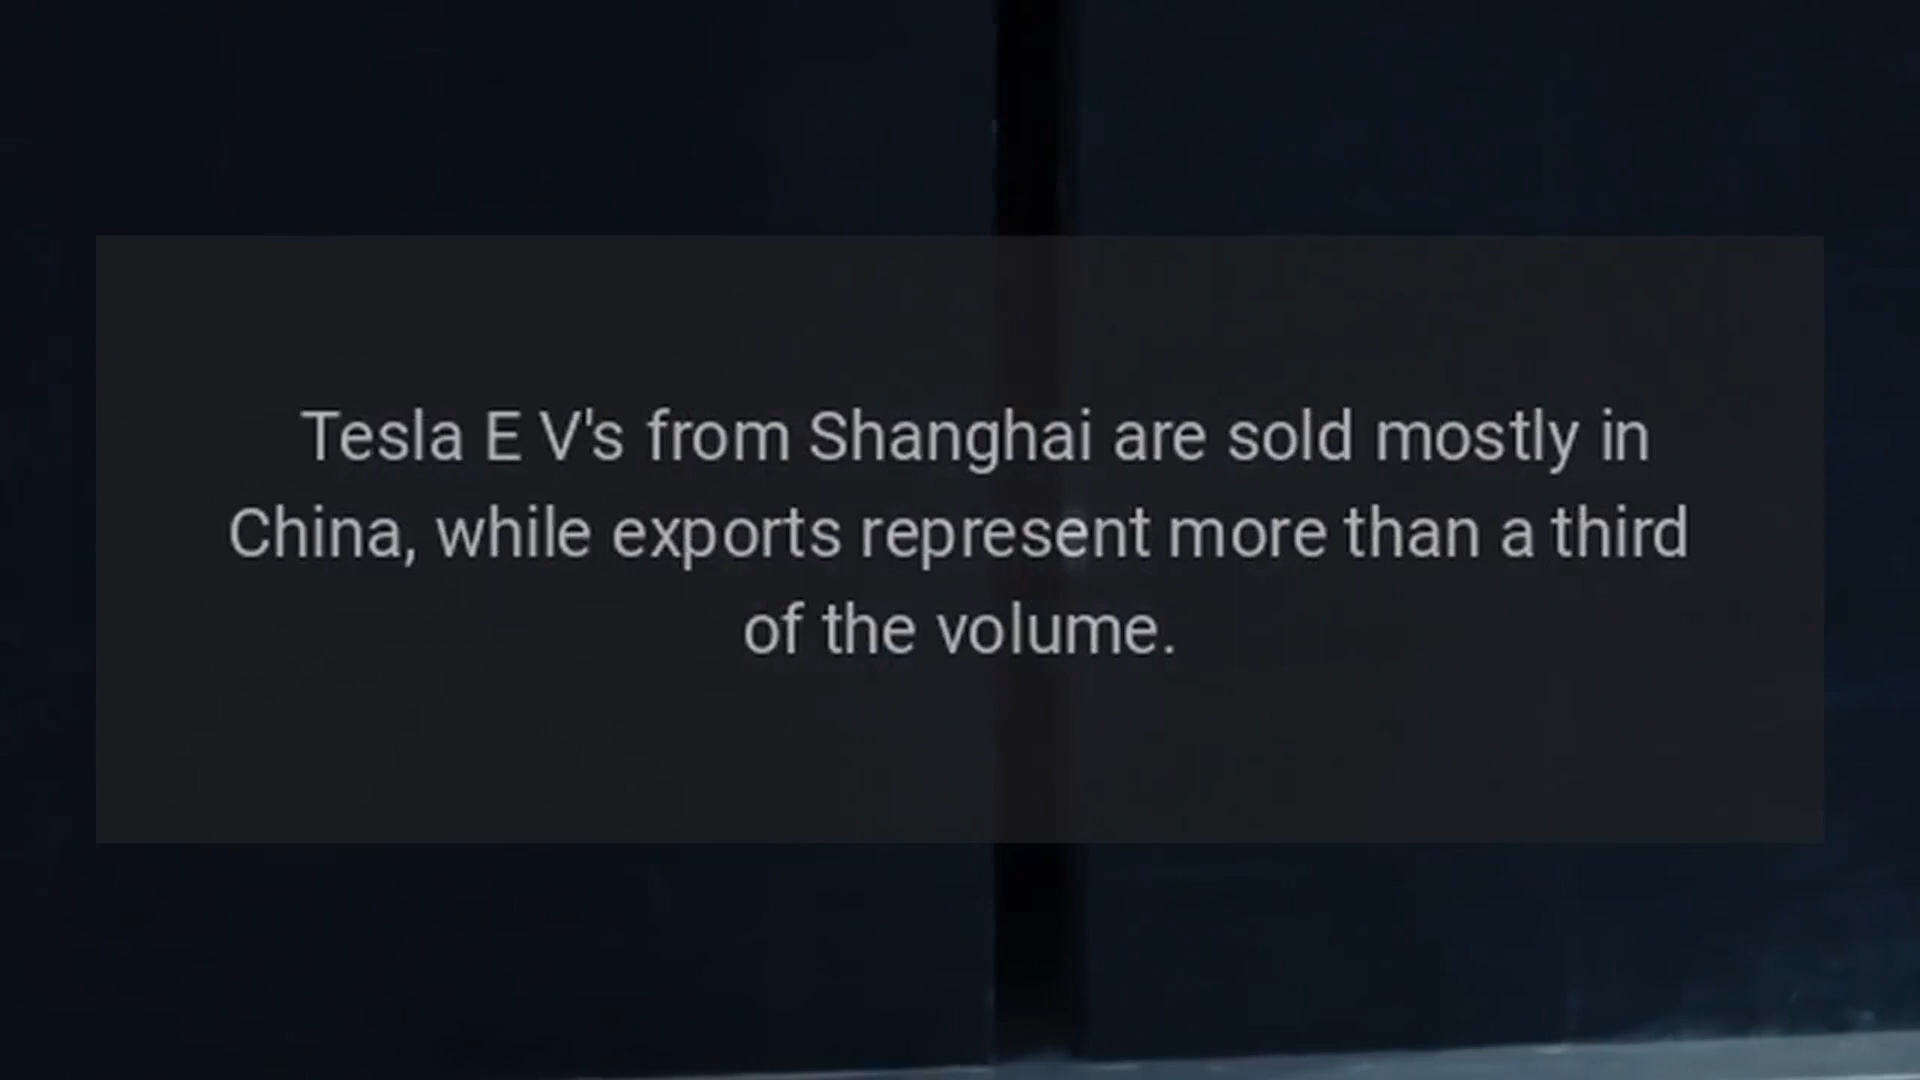 Tesla E V's from Shanghai are sold mostly in
China, while exports represent more than a third
of the volume.